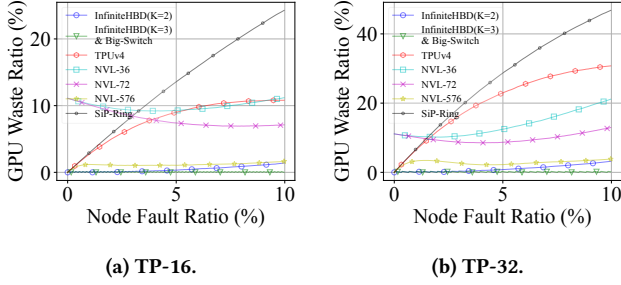 GPU Waste Ratio (%)
20
10
0
InfiniteHBD(K=2)
InfiniteHBD(K=3)
& Big-Switch
TPUv4
NVL-36
NVL-72
NVL-576
SiP-Ring
0
5
10
Node Fault Ratio (%)
(a) TP-16.
GPU Waste Ratio (%)
40
20
0
InfiniteHBD(K=2)
InfiniteHBD(K=3)
& Big-Switch
TPUv4
NVL-36
NVL-72
NVL-576
SiP-Ring
0
5
10
Node Fault Ratio (%)
(b) TP-32.